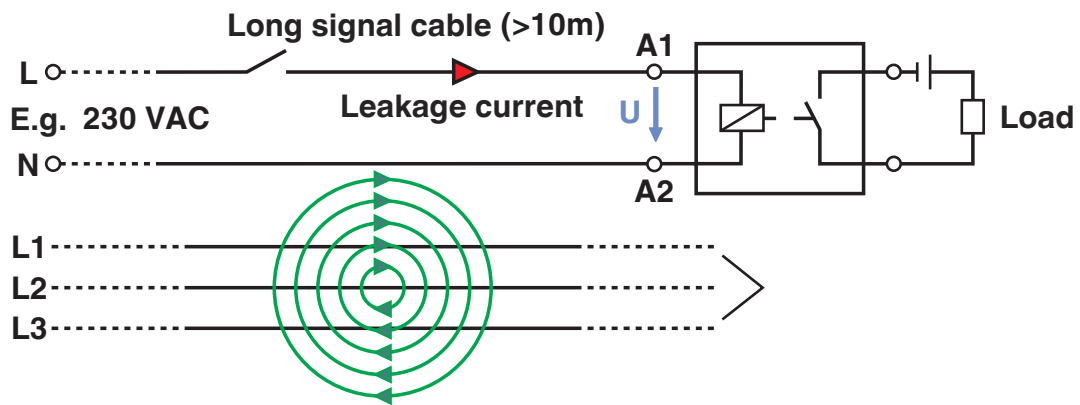 Long signal cable (>10m)
A1
L
Leakage current
U
E.g. 230 VAC
Load
N
A2
L1
L2
L3